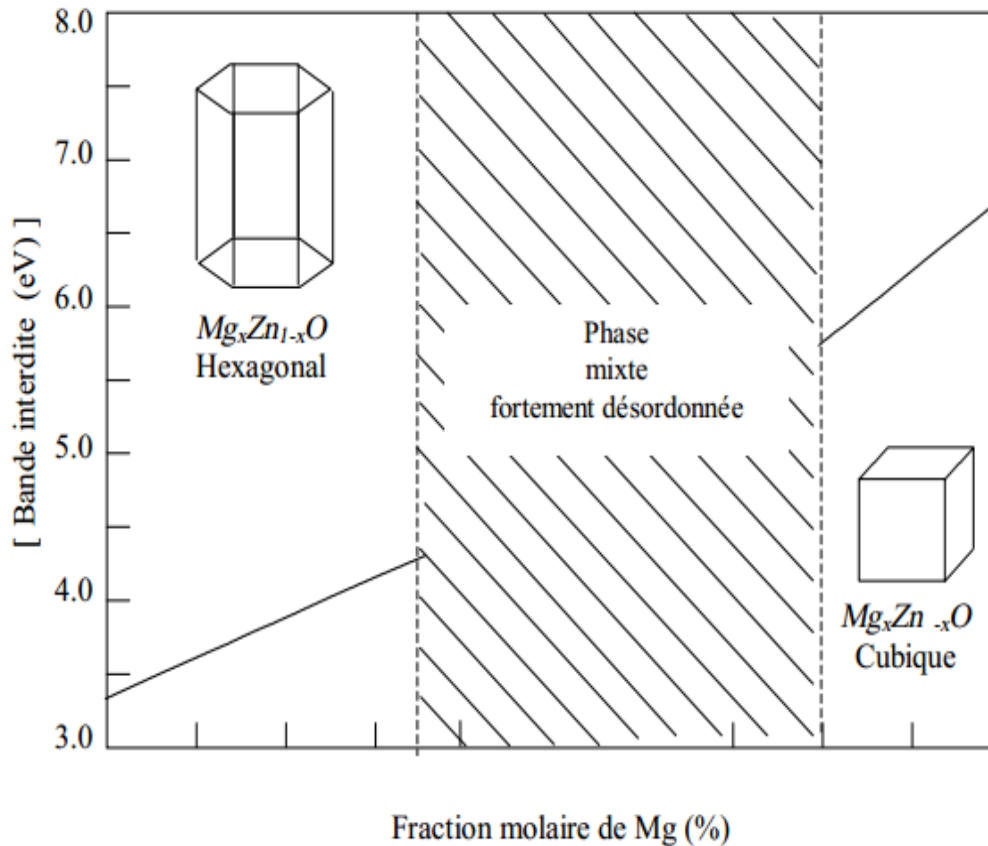 8.0
7.0
6.0
5.0
4.0
3.0
[ Bande interdite (eV) ]
MgxZn1-xO
Hexagonal
Phase
mixte
fortement désordonnée
MgxZn -xO
Cubique
Fraction molaire de Mg (%)